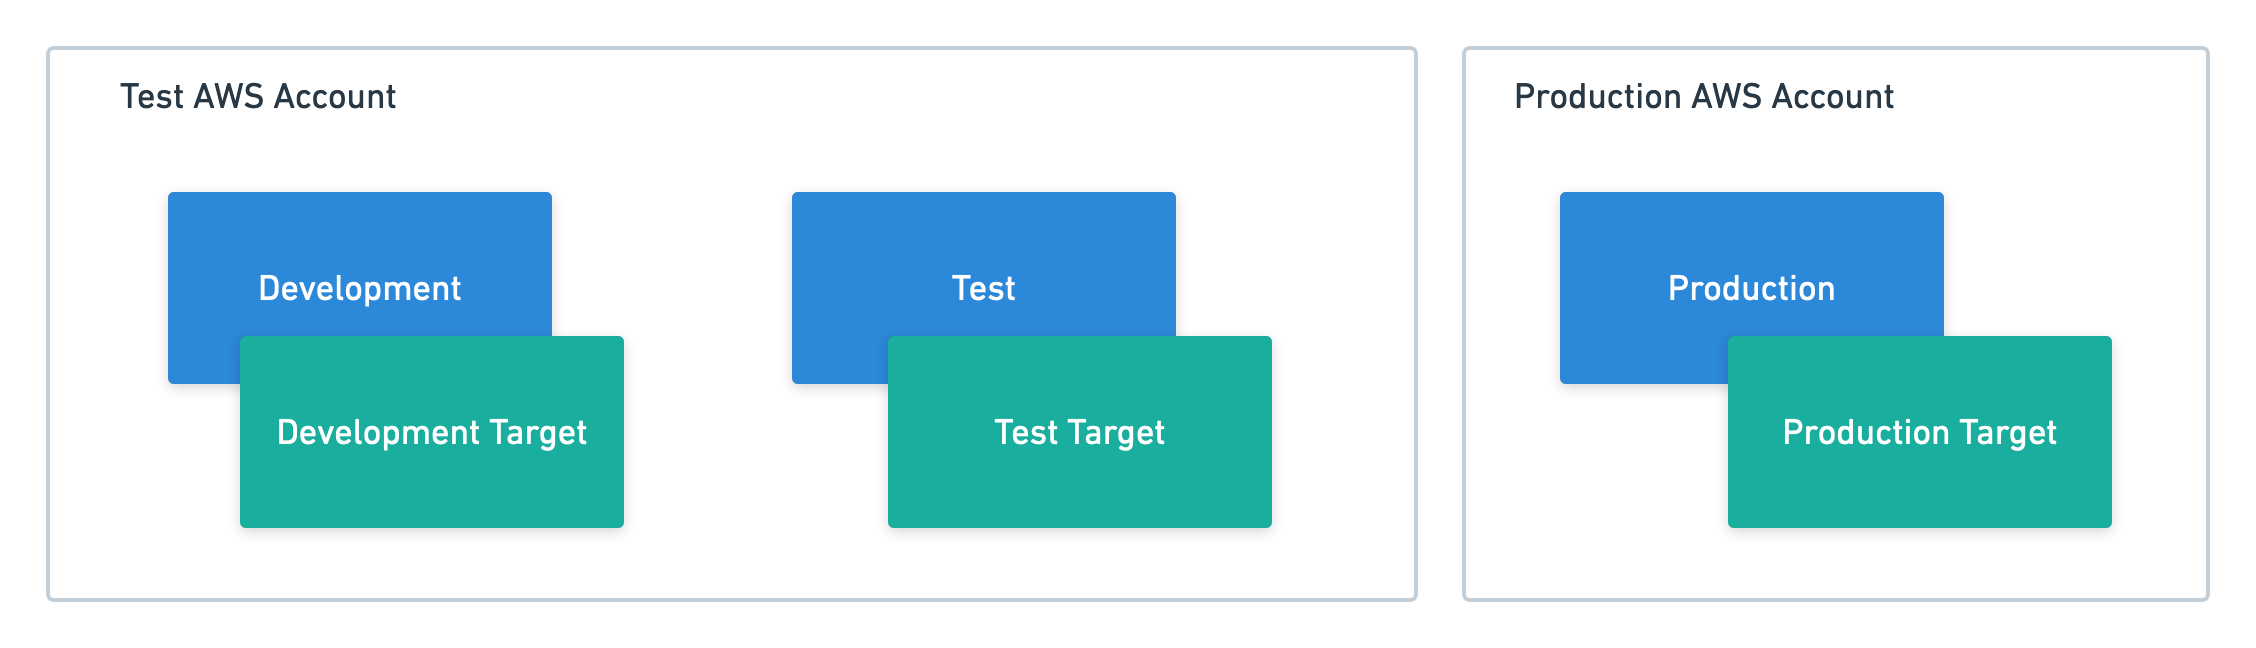 Test AWS Account
Production AWS Account
Development
Test
Production
Development Target
Test Target
Production Target